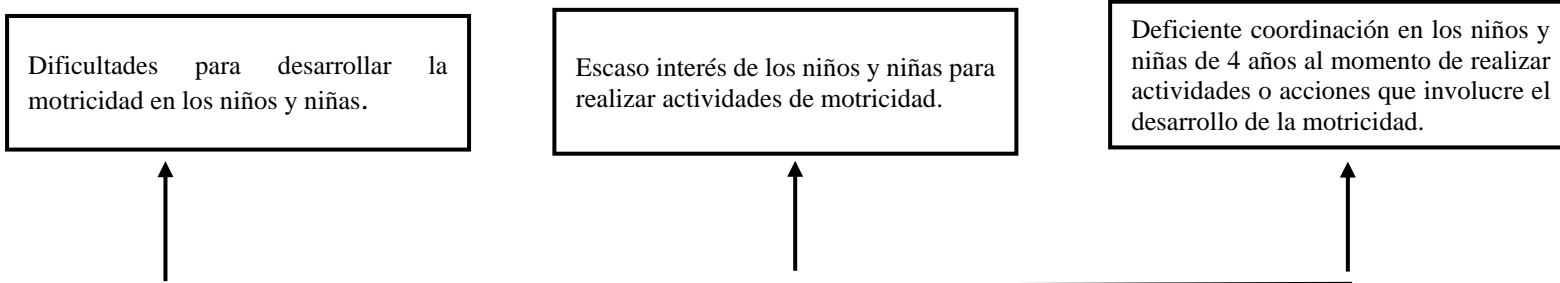 Dificultades para desarrollar la
motricidad en los niños y niñas.
Escaso interés de los niños y niñas para
realizar actividades de motricidad.
Deficiente coordinación en los niños y
niñas de 4 años al momento de realizar
actividades o acciones que involucre el
desarrollo de la motricidad.